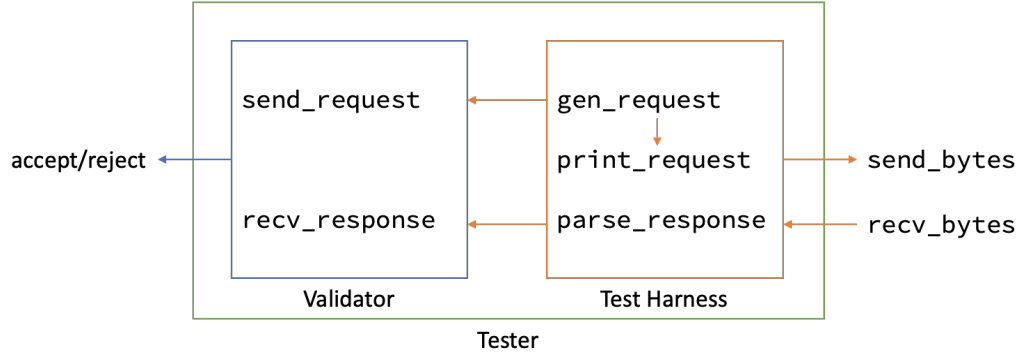 send_request
gen_request
accept/reject
print_request
send_bytes
recv_response
parse_response
recv_bytes
Validator
Test Harness
Tester